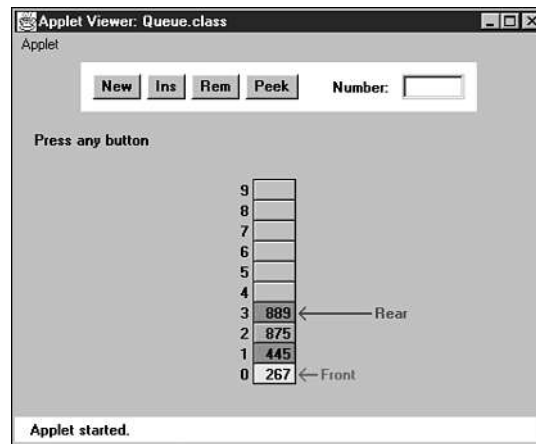 Applet Viewer: Queue.class
Applet
New Ins Rem Peek Number:
Press any button
9
8
7
6
5
4
3 889 Rear
2 875
1 445
0 267 Front
Applet started.